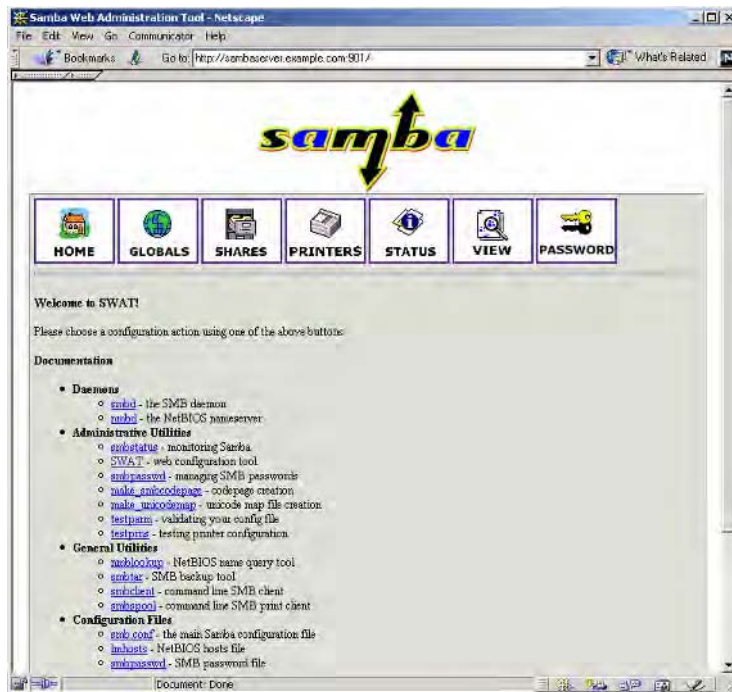 Samba Web Administration Tool - Netscape
File Edit View Go Communicator Help
Bookmarks Go to: http://sambaserver.example.com:901/ What's Related
samba
HOME GLOBALS SHARES PRINTERS STATUS VIEW PASSWORD
Welcome to SWAT!
Please choose a configuration action using one of the above buttons
Documentation
• Daemons
smbd - the SMB daemon
nmbd - the NetBIOS nameserver
• Administrative Utilities
smbstatus - monitoring Samba
SWAT - web configuration tool
smbpasswd - managing SMB passwords
make_smbcodepage - codepage creation
make_unicodemap - unicode map file creation
testparm - validating your config file
testprns - testing printer configuration
• General Utilities
nmblookup - NetBIOS name query tool
smbtar - SMB backup tool
smbclient - command line SMB client
smbspool - command line SMB print client
• Configuration Files
smb.conf - the main Samba configuration file
lmhosts - NetBIOS hosts file
smbpasswd - SMB password file
Document: Done